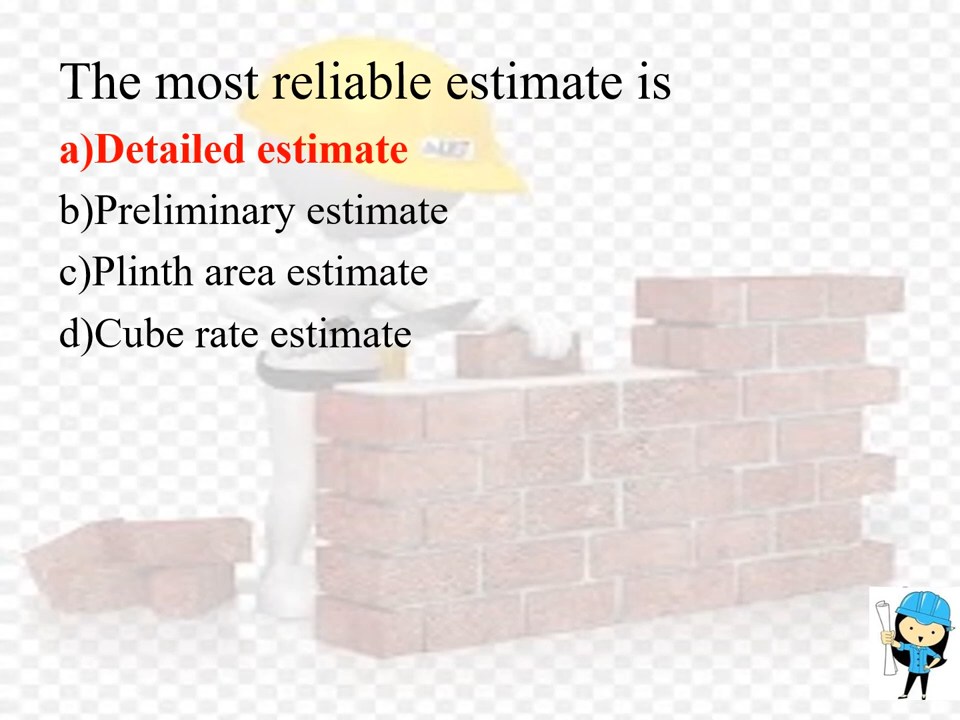 The most reliable estimate is
a)Detailed estimate
b)Preliminary estimate
c)Plinth area estimate
d)Cube rate estimate